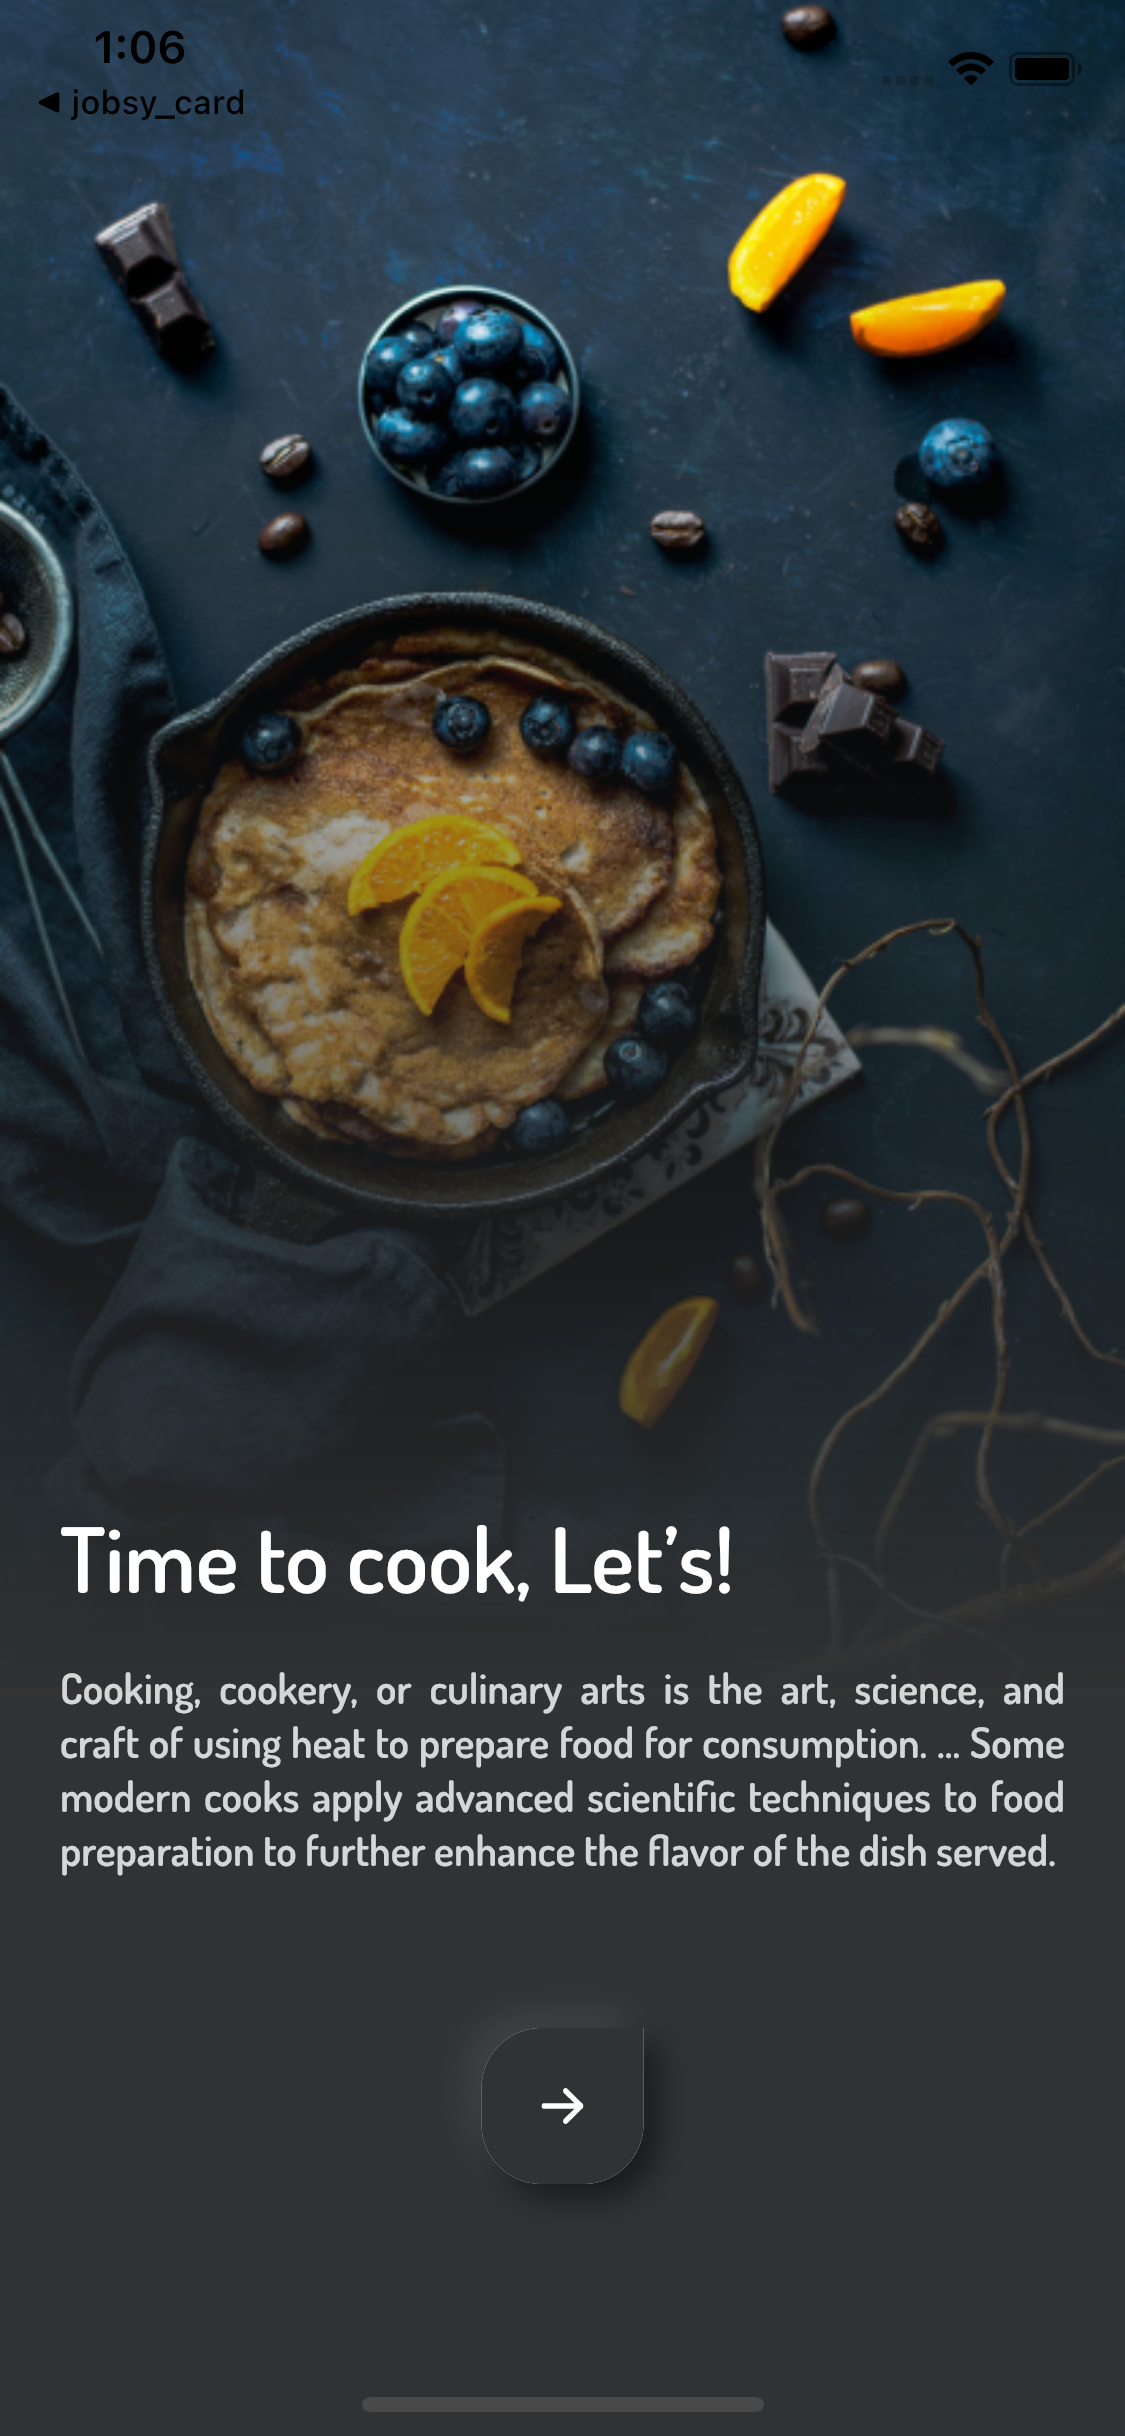 1:06
◀ jobsy_card
Time to cook, Let’s!
Cooking, cookery, or culinary arts is the art, science, and
craft of using heat to prepare food for consumption. ... Some
modern cooks apply advanced scientific techniques to food
preparation to further enhance the flavor of the dish served.